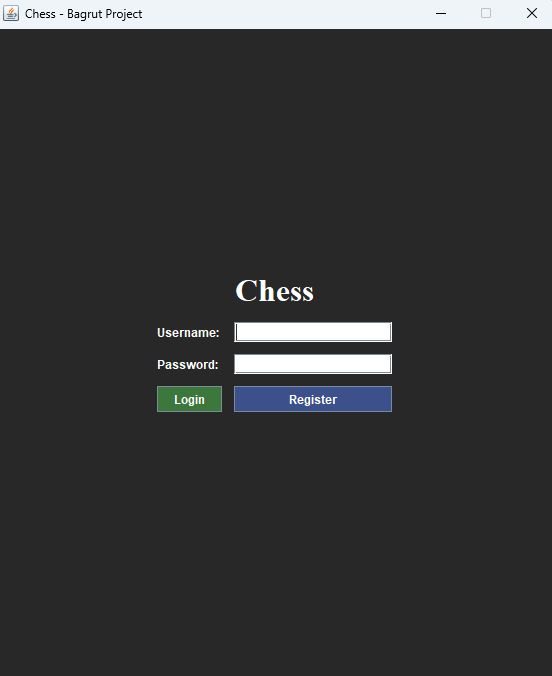 Chess - Bagrut Project
Chess
Username:
Password:
Login Register